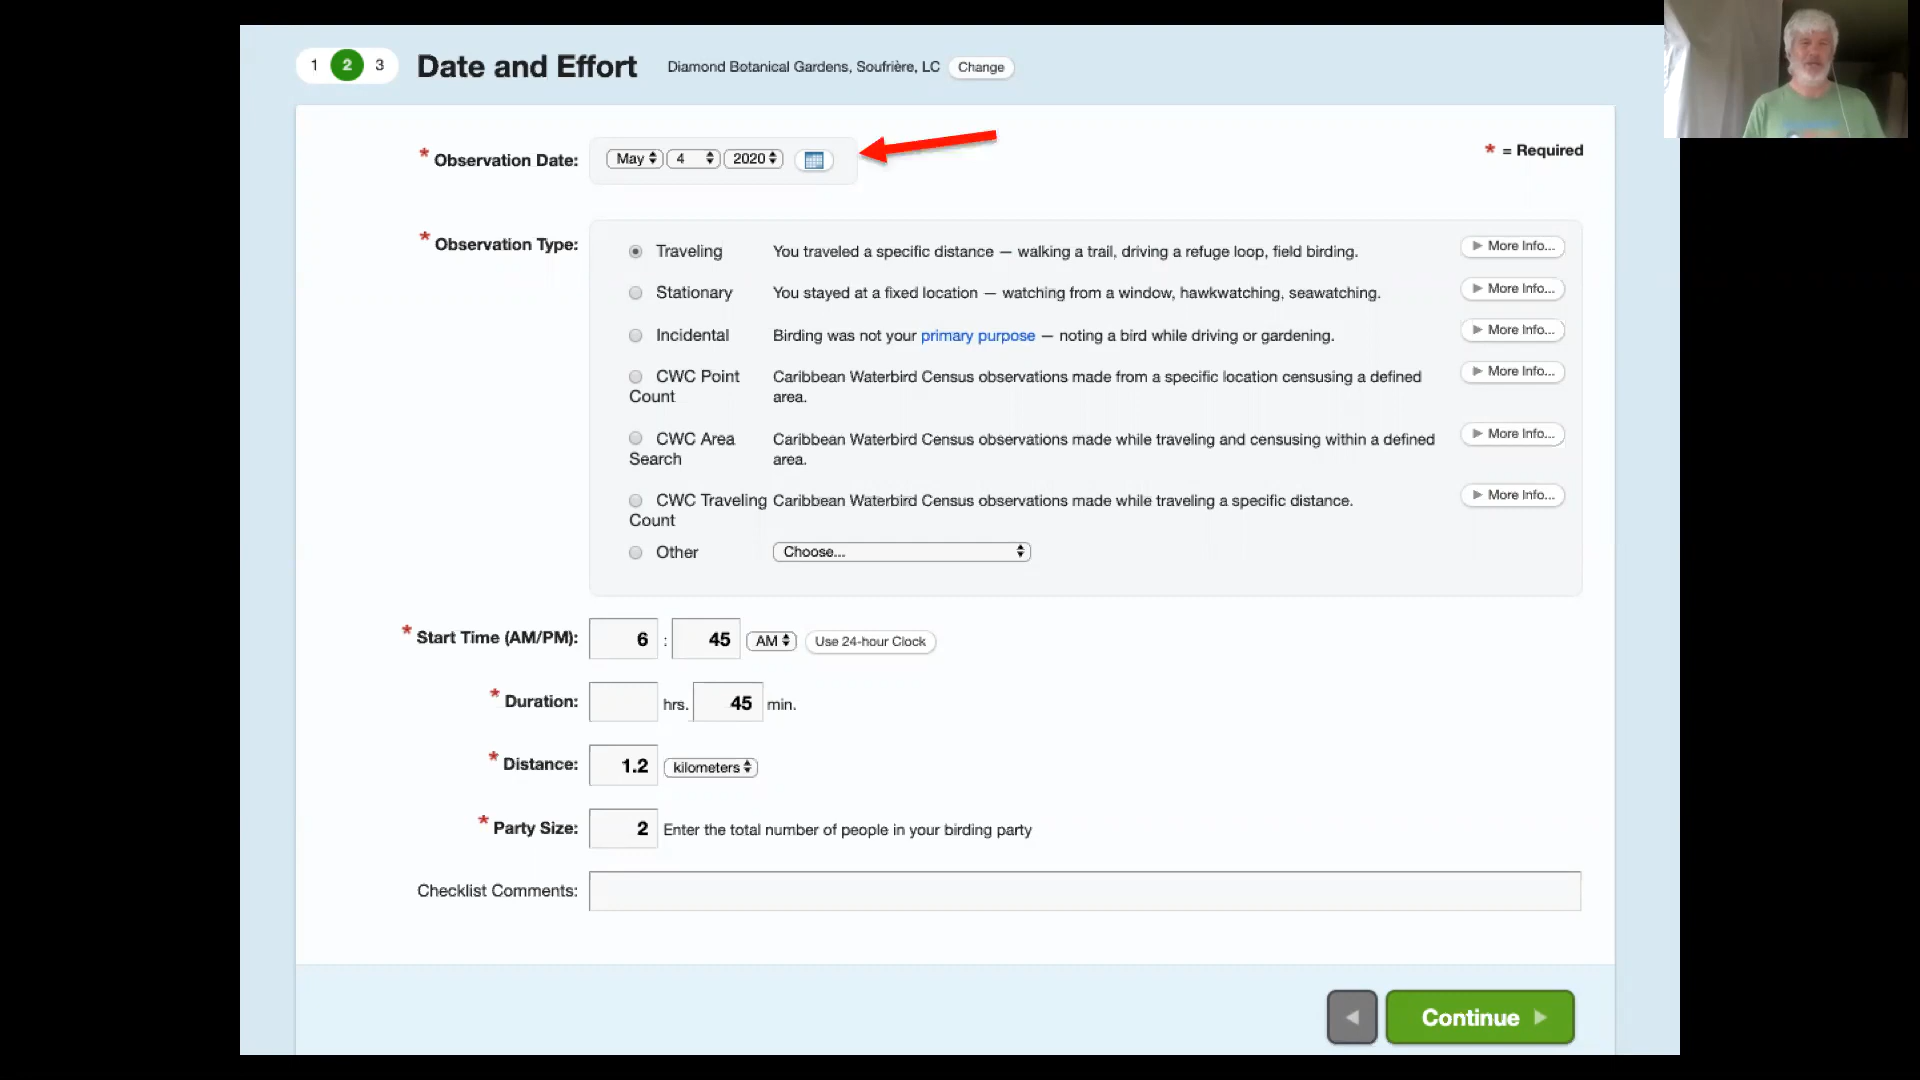 1 2 3 Date and Effort Diamond Botanical Gardens, Soufrière, LC Change
* Observation Date: May 4 2020 * = Required
* Observation Type:
Traveling You traveled a specific distance — walking a trail, driving a refuge loop, field birding. More Info...
Stationary You stayed at a fixed location — watching from a window, hawkwatching, seawatching. More Info...
Incidental Birding was not your primary purpose — noting a bird while driving or gardening. More Info...
CWC Point Caribbean Waterbird Census observations made from a specific location censusing a defined More Info...
Count area.
CWC Area Caribbean Waterbird Census observations made while traveling and censusing within a defined More Info...
Search area.
CWC Traveling Caribbean Waterbird Census observations made while traveling a specific distance. More Info...
Count
Other Choose...
* Start Time (AM/PM): 6 : 45 AM Use 24-hour Clock
* Duration: hrs. 45 min.
* Distance: 1.2 kilometers
* Party Size: 2 Enter the total number of people in your birding party
Checklist Comments:
Continue